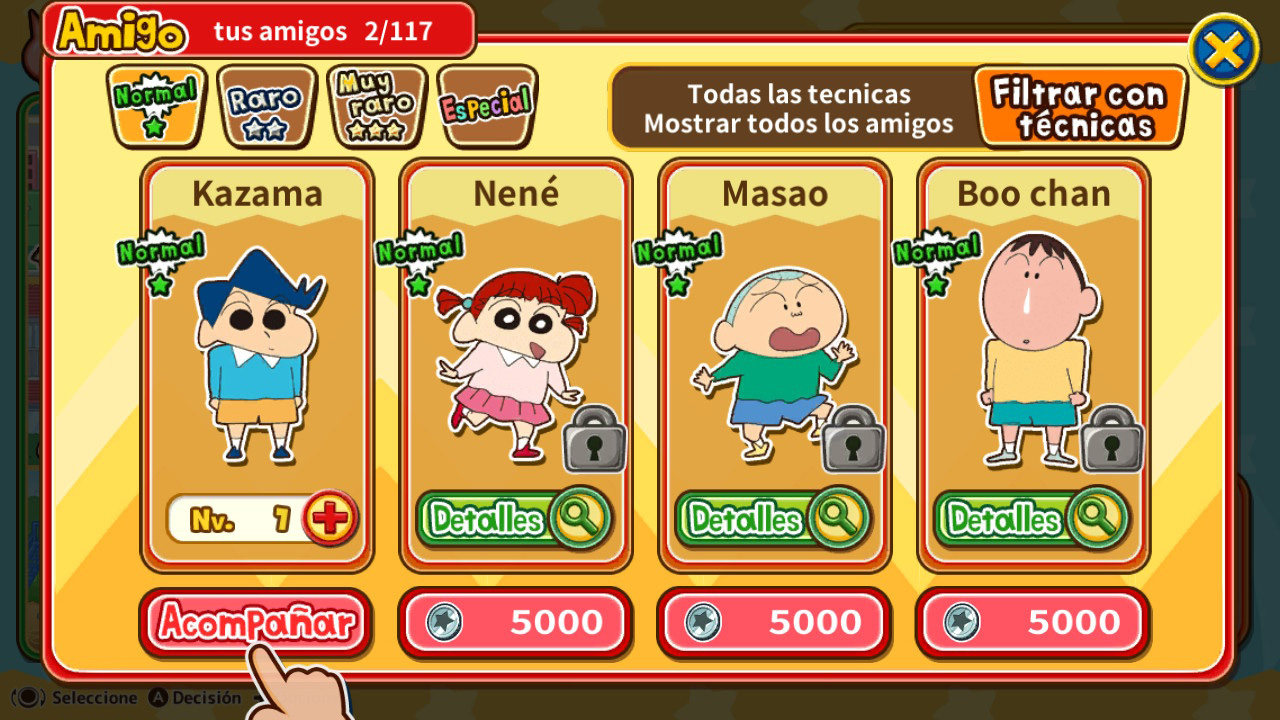 Amigo tus amigos 2/117
Normal
Raro
Muy raro
Especial
Todas las tecnicas
Mostrar todos los amigos
Filtrar con
técnicas
Kazama
Normal
Nv. 1
Acompañar
Nené
Normal
Detalles
5000
Masao
Normal
Detalles
5000
Boo chan
Normal
Detalles
5000
Seleccione A Decisión